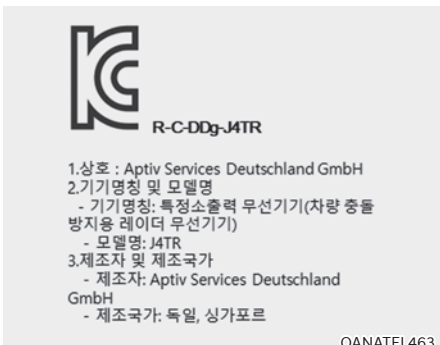 R-C-DDg-J4TR
1.상호 : Aptiv Services Deutschland GmbH
2.기기명칭 및 모델명
- 기기명칭: 특정소출력 무선기기(차량 충돌
방지용 레이더 무선기기)
- 모델명: J4TR
3.제조자 및 제조국가
- 제조자: Aptiv Services Deutschland
GmbH
- 제조국가: 독일, 싱가포르
OANATEL463